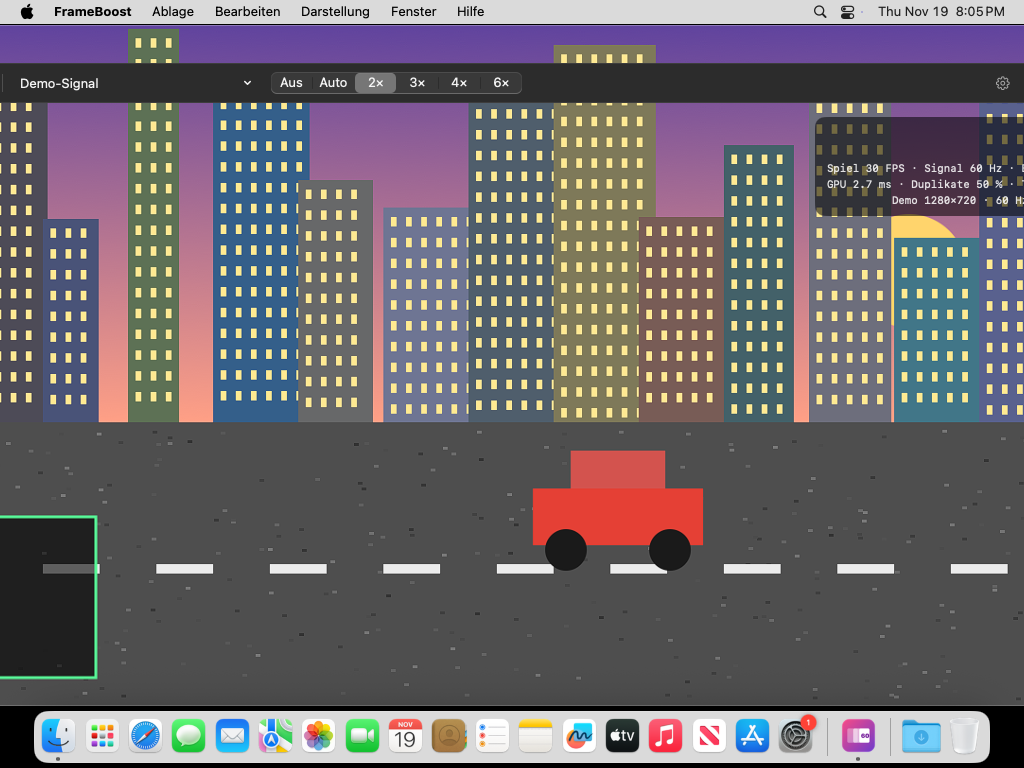 FrameBoost Ablage Bearbeiten Darstellung Fenster Hilfe Thu Nov 19 8:05 PM
Demo-Signal Aus Auto 2× 3× 4× 6×
Spiel 30 FPS · Signal 60 Hz ·
GPU 2.7 ms · Duplikate 50 % ·
Demo 1280×720 · 60 Hz
NOV
19
tv
1
60